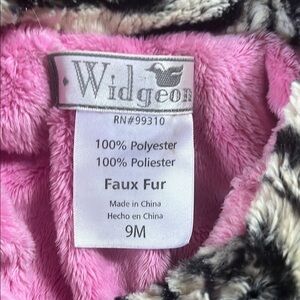 Widgeon
RN#99310
100% Polyester
100% Poliester
Faux Fur
Made in China
Hecho en China
9M